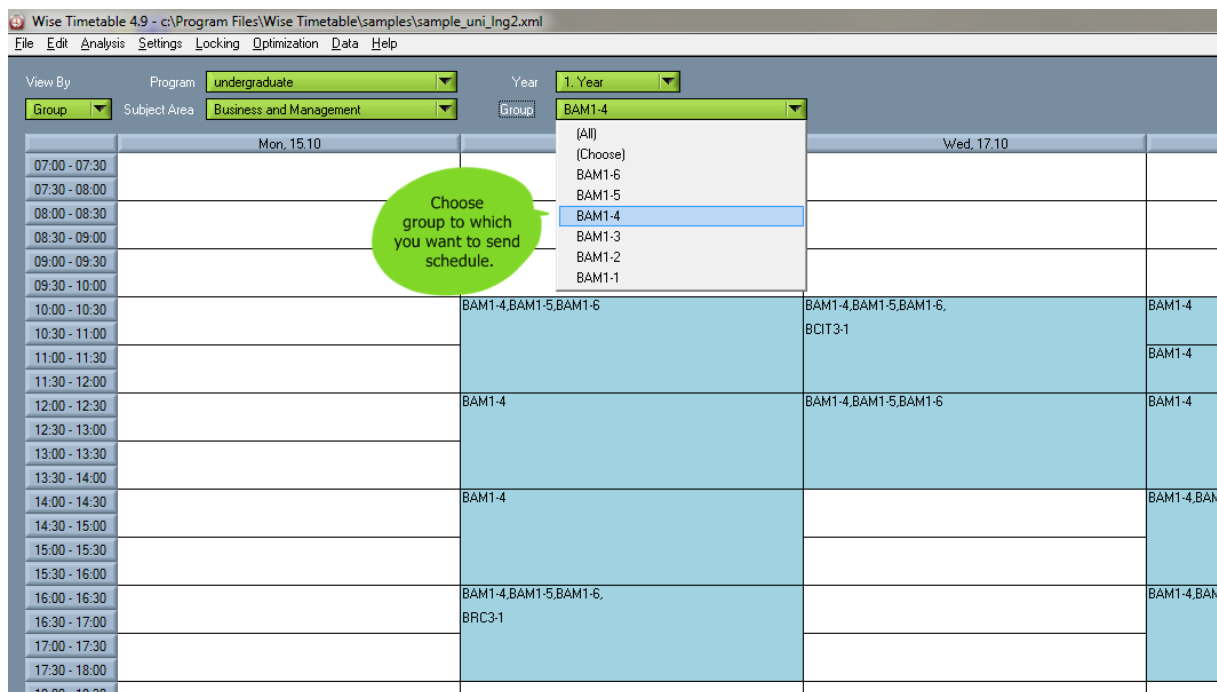 Wise Timetable 4.9 - c:\Program Files\Wise Timetable\samples\sample_uni_lng2.xml
File Edit Analysis Settings Locking Optimization Data Help
View By Program undergraduate Year 1. Year
Group Subject Area Business and Management Group BAM1-4
(All)
(Choose)
BAM1-6
BAM1-5
BAM1-4
BAM1-3
BAM1-2
BAM1-1
Choose
group to which
you want to send
schedule.
Mon, 15.10 Wed, 17.10
07:00 - 07:30
07:30 - 08:00
08:00 - 08:30
08:30 - 09:00
09:00 - 09:30
09:30 - 10:00
10:00 - 10:30 BAM1-4,BAM1-5,BAM1-6 BAM1-4,BAM1-5,BAM1-6, BAM1-4
10:30 - 11:00 BCIT3-1
11:00 - 11:30 BAM1-4
11:30 - 12:00
12:00 - 12:30 BAM1-4 BAM1-4,BAM1-5,BAM1-6 BAM1-4
12:30 - 13:00
13:00 - 13:30
13:30 - 14:00
14:00 - 14:30 BAM1-4 BAM1-4,BAM
14:30 - 15:00
15:00 - 15:30
15:30 - 16:00
16:00 - 16:30 BAM1-4,BAM1-5,BAM1-6, BAM1-4,BAM
16:30 - 17:00 BRC3-1
17:00 - 17:30
17:30 - 18:00